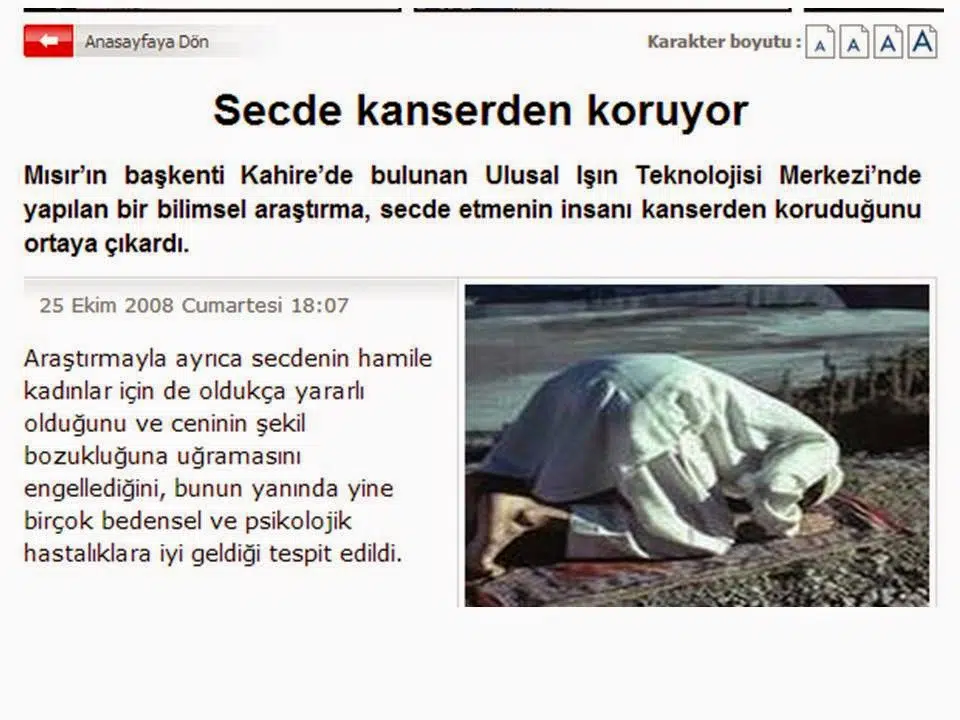 Anasayfaya Dön
Karakter boyutu : A A A A
Secde kanserden koruyor
Mısır’ın başkenti Kahire’de bulunan Ulusal Işın Teknolojisi Merkezi’nde
yapılan bir bilimsel araştırma, secde etmenin insanı kanserden koruduğunu
ortaya çıkardı.
25 Ekim 2008 Cumartesi 18:07
Araştırmayla ayrıca secdenin hamile
kadınlar için de oldukça yararlı
olduğunu ve ceninin şekil
bozukluğuna uğramasını
engellediğini, bunun yanında yine
birçok bedensel ve psikolojik
hastalıklara iyi geldiği tespit edildi.